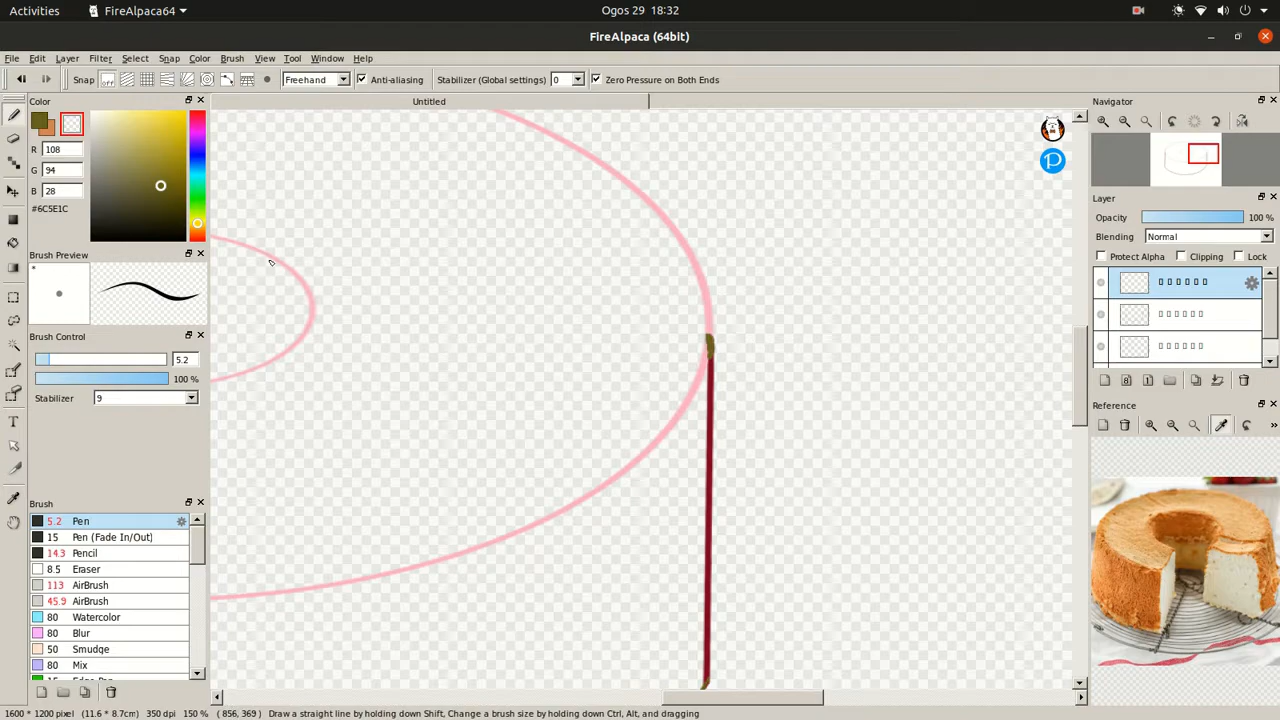 Activities FireAlpaca64 Ogos 29 18:32
FireAlpaca (64bit)
File Edit Layer Filter Select Snap Color Brush View Tool Window Help
Snap off Freehand Anti-aliasing Stabilizer (Global settings) 0 Zero Pressure on Both Ends
Color
R 108
G 94
B 28
#6C5E1C
Brush Preview
*
Brush Control
5.2
100 %
Stabilizer 9
Brush
5.2 Pen
15 Pen (Fade In/Out)
14.3 Pencil
8.5 Eraser
113 AirBrush
45.9 AirBrush
80 Watercolor
80 Blur
50 Smudge
80 Mix
Untitled
Navigator
Layer
Opacity 100 %
Blending Normal
Protect Alpha Clipping Lock
Reference
1600 * 1200 pixel (11.6 * 8.7cm) 350 dpi 150 % ( 856, 369 ) Draw a straight line by holding down Shift, Change a brush size by holding down Ctrl, Alt, and dragging